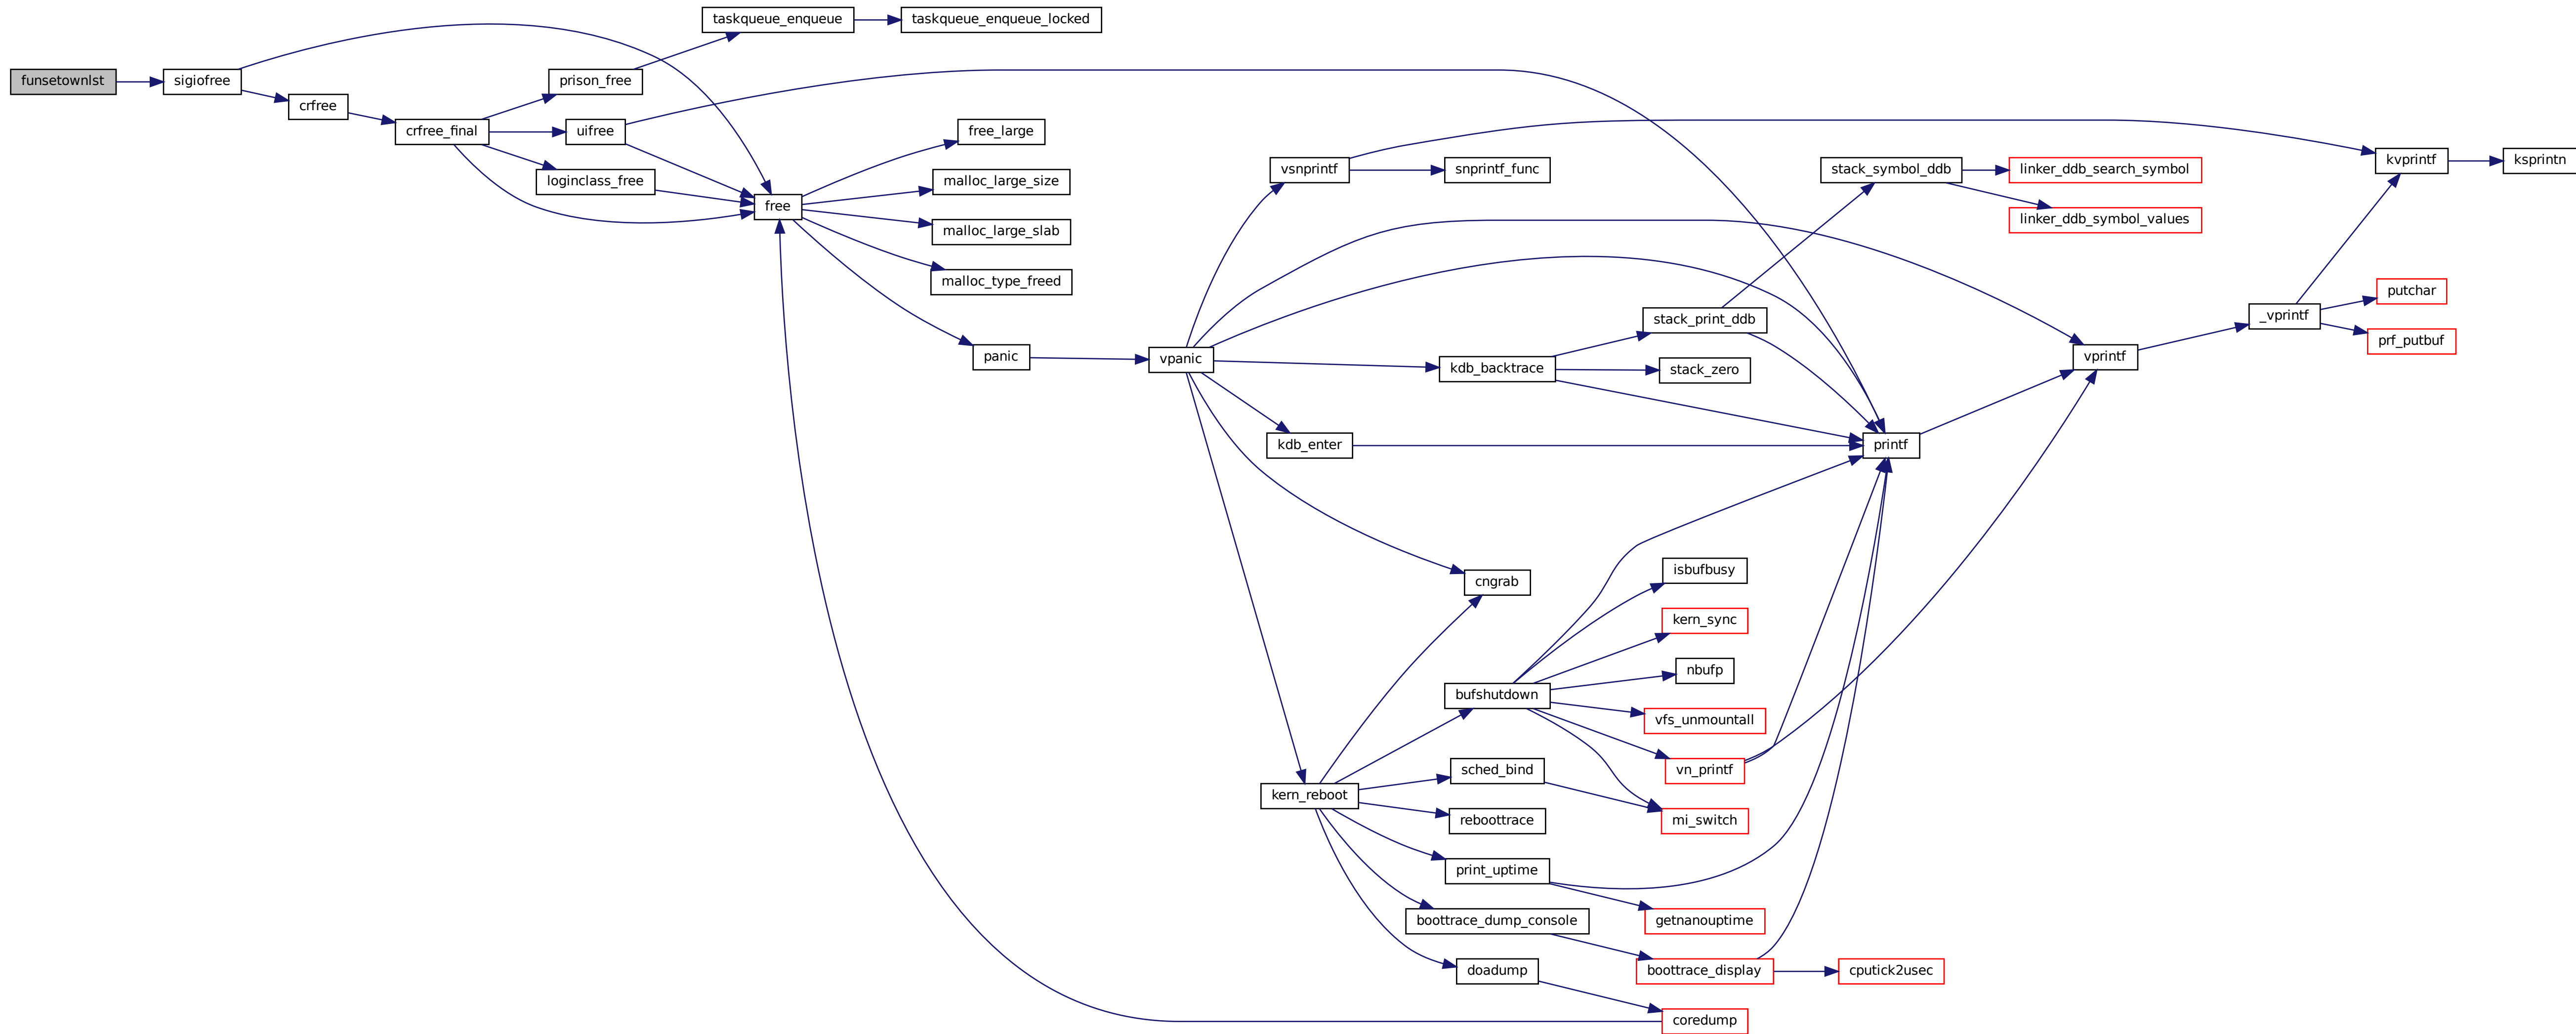 funsetownlst
sigiofree
crfree
crfree_final
prison_free
uifree
loginclass_free
taskqueue_enqueue
taskqueue_enqueue_locked
free
free_large
malloc_large_size
malloc_large_slab
malloc_type_freed
panic
vpanic
vsnprintf
snprintf_func
kdb_backtrace
kdb_enter
cngrab
kern_reboot
stack_print_ddb
stack_zero
stack_symbol_ddb
linker_ddb_search_symbol
linker_ddb_symbol_values
printf
vprintf
_vprintf
kvprintf
ksprintn
putchar
prf_putbuf
bufshutdown
isbufbusy
kern_sync
nbufp
vfs_unmountall
vn_printf
mi_switch
sched_bind
reboottrace
print_uptime
getnanouptime
boottrace_dump_console
boottrace_display
cputick2usec
doadump
coredump